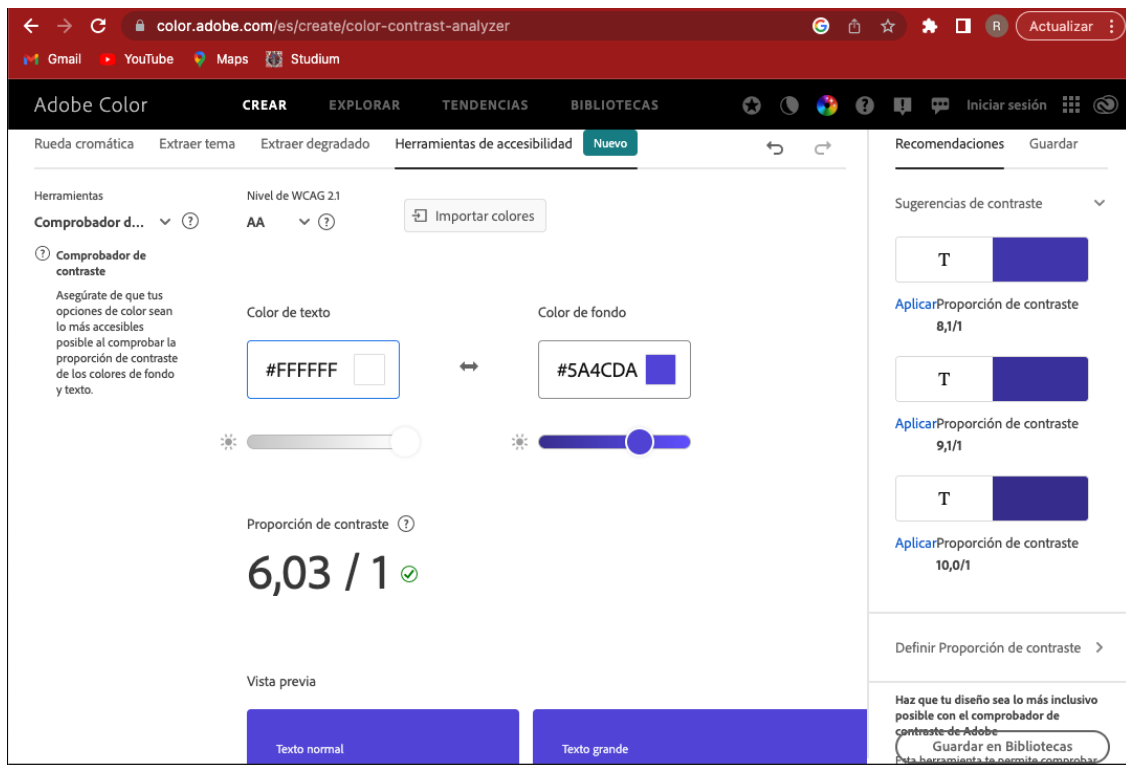 color.adobe.com/es/create/color-contrast-analyzer
R
Actualizar
Gmail
YouTube
Maps
Studium
Adobe Color
CREAR
EXPLORAR
TENDENCIAS
BIBLIOTECAS
Iniciar sesión
Rueda cromática
Extraer tema
Extraer degradado
Herramientas de accesibilidad
Nuevo
Recomendaciones
Guardar
Herramientas
Comprobador d...
Comprobador de
contraste
Asegúrate de que tus
opciones de color sean
lo más accesibles
posible al comprobar la
proporción de contraste
de los colores de fondo
y texto.
Nivel de WCAG 2.1
AA
Importar colores
Color de texto
#FFFFFF
Color de fondo
#5A4CDA
Proporción de contraste
6,03 / 1
Vista previa
Texto normal
Texto grande
Sugerencias de contraste
T
AplicarProporción de contraste
8,1/1
T
AplicarProporción de contraste
9,1/1
T
AplicarProporción de contraste
10,0/1
Definir Proporción de contraste
Haz que tu diseño sea lo más inclusivo
posible con el comprobador de
contraste de Adobe
Guardar en Bibliotecas
Esta herramienta te permite comprobar